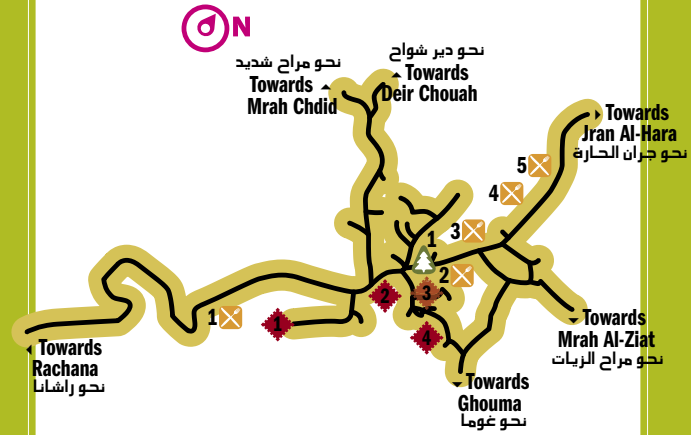 N
نحو مراح شديد
Towards
Mrah Chdid
نحو دير شواح
Towards
Deir Chouah
Towards
Jran Al-Hara
نحو جران الحارة
5
4
3
1
2
1
1
2
3
4
Towards
Rachana
نحو راشانا
Towards
Mrah Al-Ziat
نحو مراح الزيات
Towards
Ghouma
نحو غوما